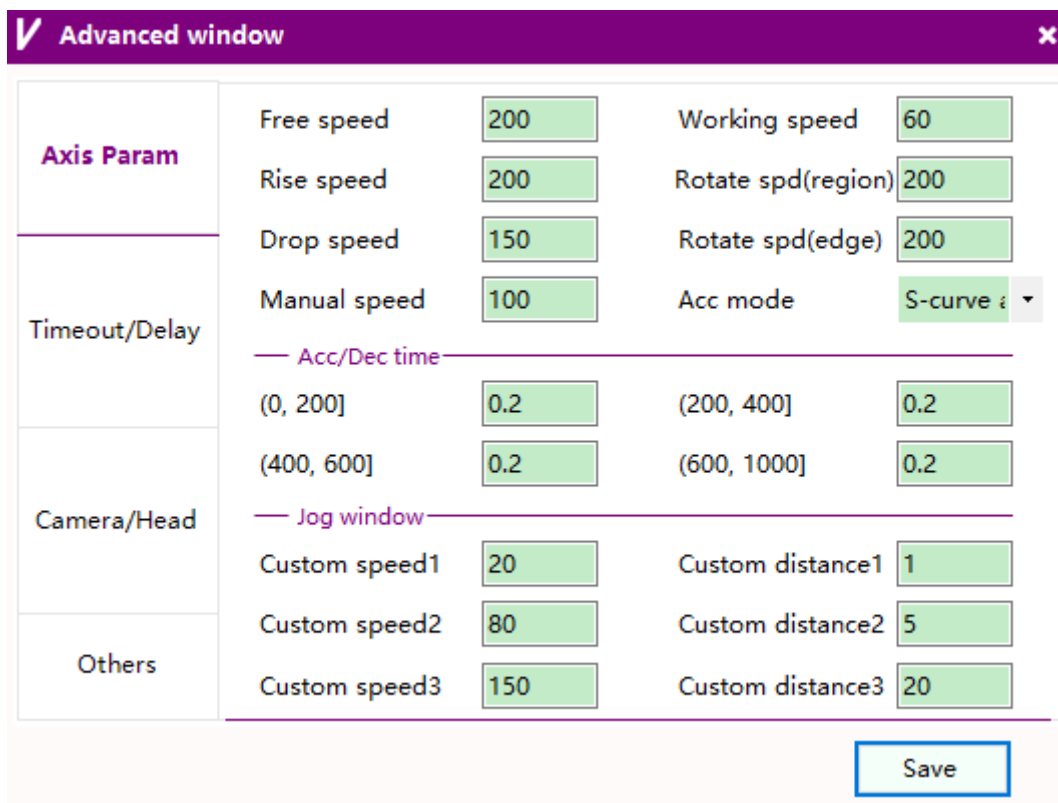 Advanced window
Axis Param
Timeout/Delay
Camera/Head
Others
Free speed 200 Working speed 60
Rise speed 200 Rotate spd(region) 200
Drop speed 150 Rotate spd(edge) 200
Manual speed 100 Acc mode S-curve
Acc/Dec time
(0, 200] 0.2 (200, 400] 0.2
(400, 600] 0.2 (600, 1000] 0.2
Jog window
Custom speed1 20 Custom distance1 1
Custom speed2 80 Custom distance2 5
Custom speed3 150 Custom distance3 20
Save